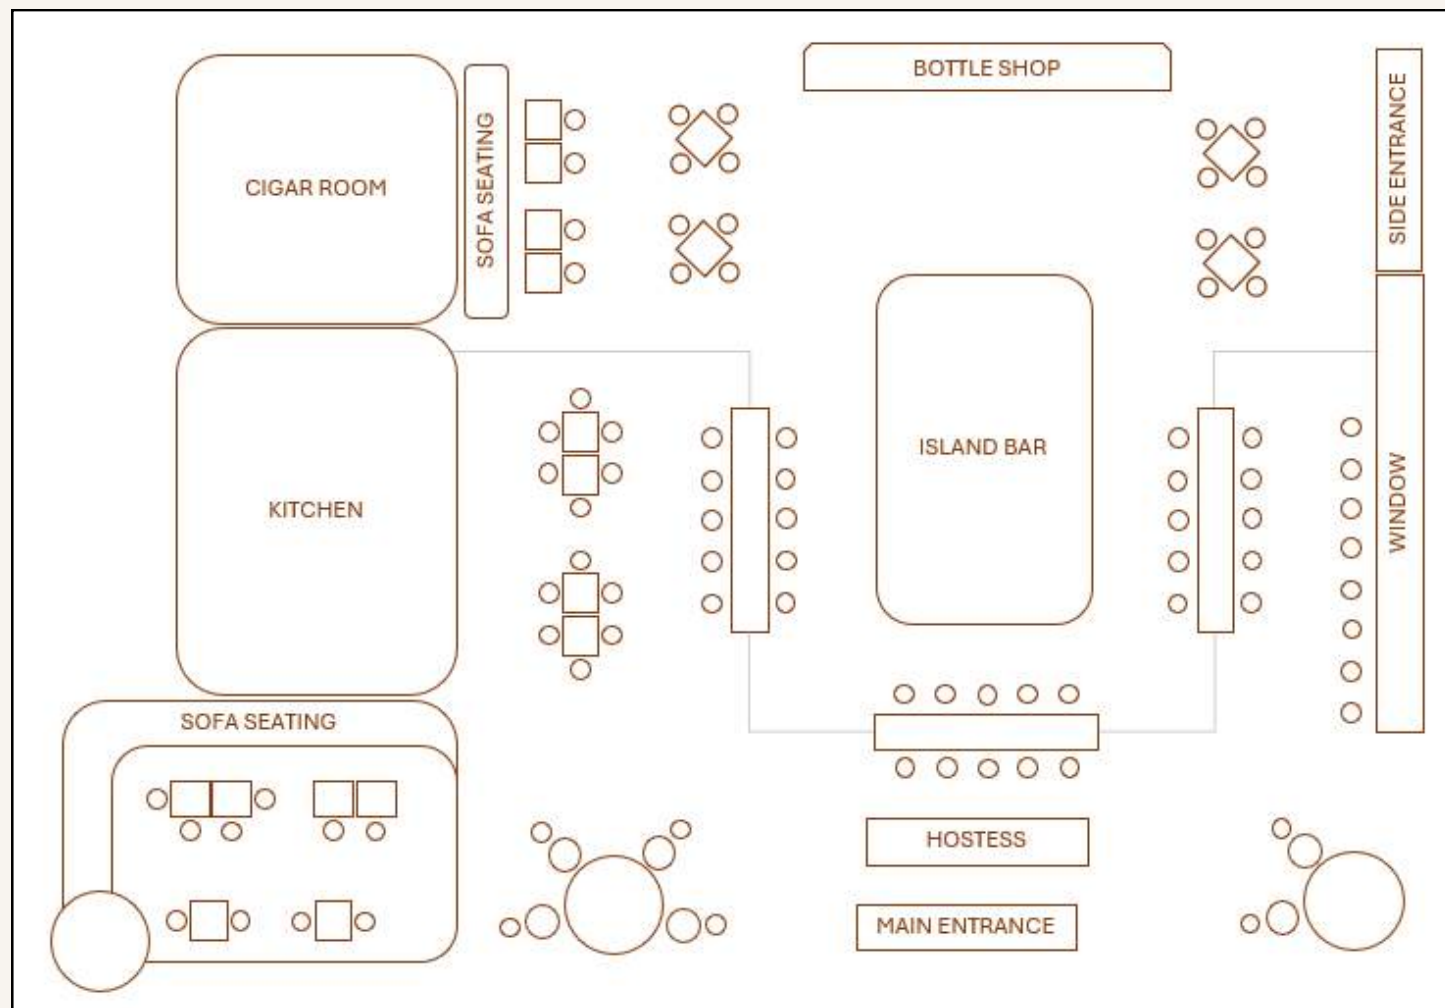 BOTTLE SHOP
SIDE ENTRANCE
SOFA SEATING
CIGAR ROOM
ISLAND BAR
WINDOW
KITCHEN
SOFA SEATING
HOSTESS
MAIN ENTRANCE